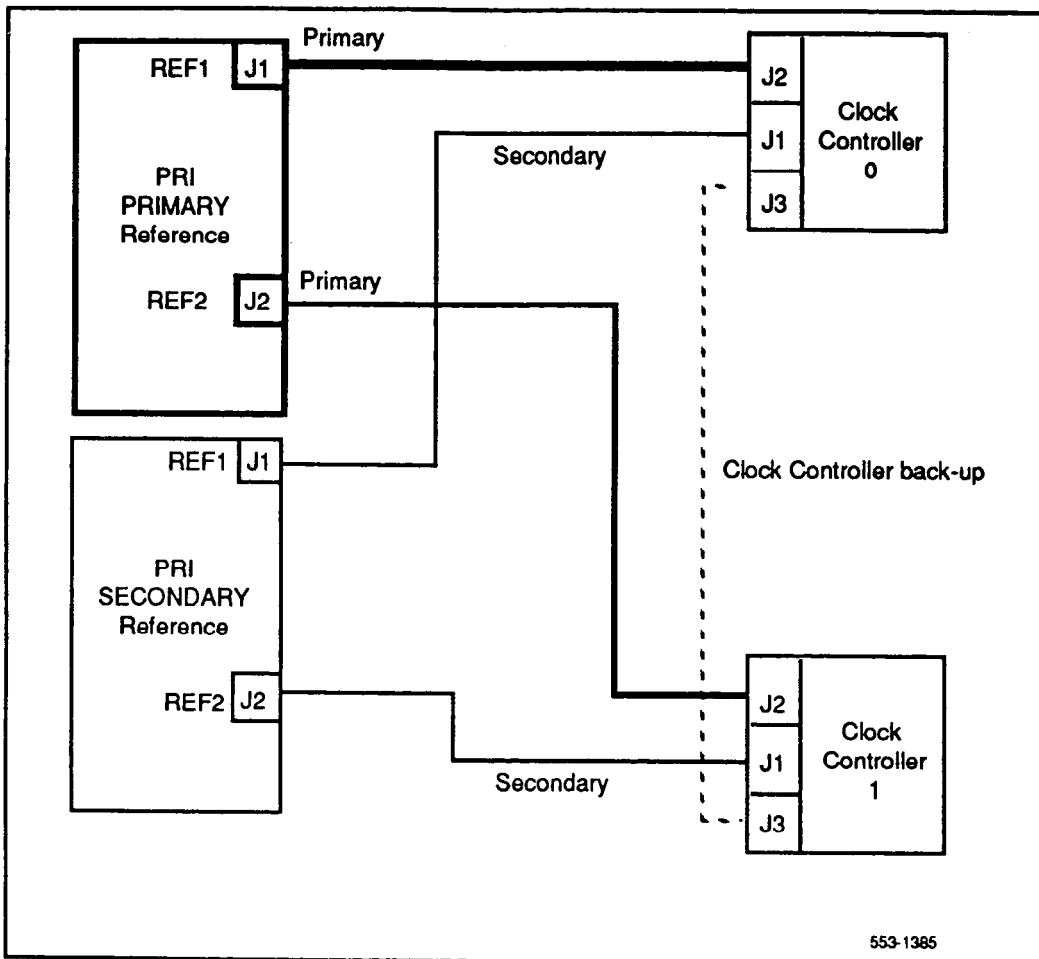 Primary
REF1 J1
J2
Clock
Controller
0
J1
Secondary
J3
PRI
PRIMARY
Reference
Primary
REF2 J2
REF1 J1
Clock Controller back-up
PRI
SECONDARY
Reference
REF2 J2
J2
Clock
Controller
1
J1
Secondary
J3
553-1385